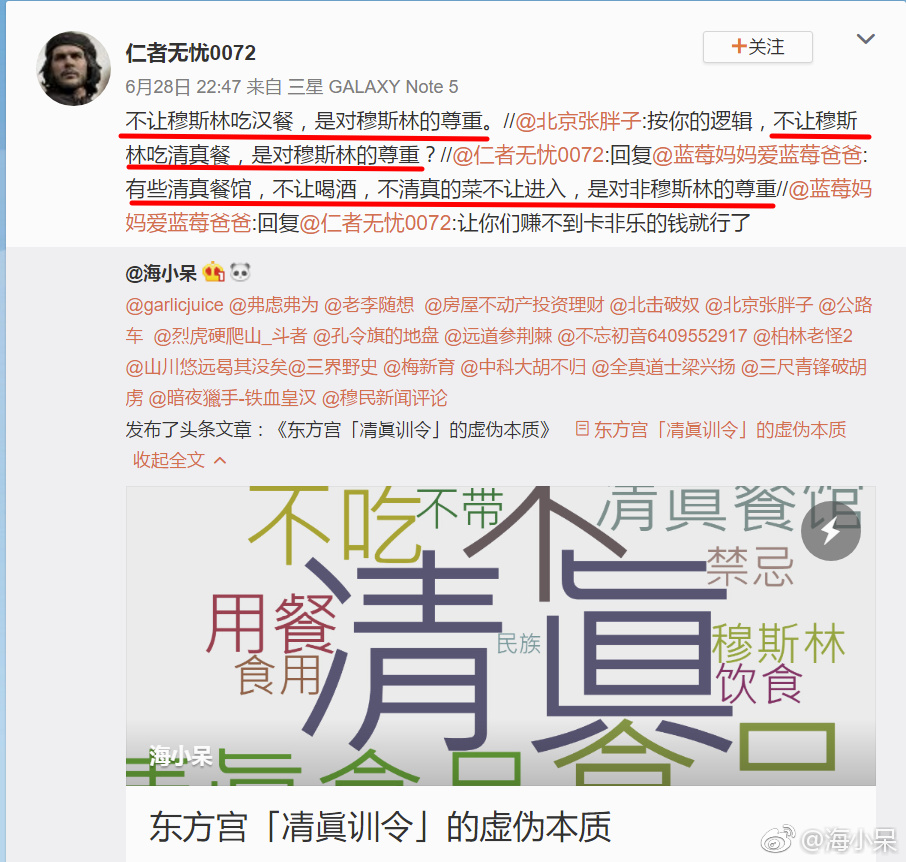 仁者无忧0072
+关注
6月28日 22:47 来自 三星 GALAXY Note 5
不让穆斯林吃汉餐，是对穆斯林的尊重。//@北京张胖子:按你的逻辑，不让穆斯
林吃清真餐，是对穆斯林的尊重？//@仁者无忧0072:回复@蓝莓妈妈爱蓝莓爸爸:
有些清真餐馆，不让喝酒，不清真的菜不让进入，是对非穆斯林的尊重//@蓝莓妈
妈爱蓝莓爸爸:回复@仁者无忧0072:让你们赚不到卡非乐的钱就行了
@海小呆
@garlicjuice @弗虑弗为 @老李随想 @房屋不动产投资理财 @北击破奴 @北京张胖子 @公路
车 @烈虎硬爬山_斗者 @孔令旗的地盘 @远道参荆棘 @不忘初音6409552917 @柏林老怪2
@山川悠远曷其没矣@三界野史 @梅新育 @中科大胡不归 @全真道士梁兴扬 @三尺青锋破胡
虏 @暗夜獵手-铁血皇汉 @穆民新闻评论
发布了头条文章：《东方宫「凊眞训令」的虚伪本质》 东方宫「凊眞训令」的虚伪本质
收起全文
不吃
不带
不
清真餐馆
禁忌
用餐
清真
民族
穆斯林
食用
饮食
海小呆
东方宫「凊眞训令」的虚伪本质
@海小呆